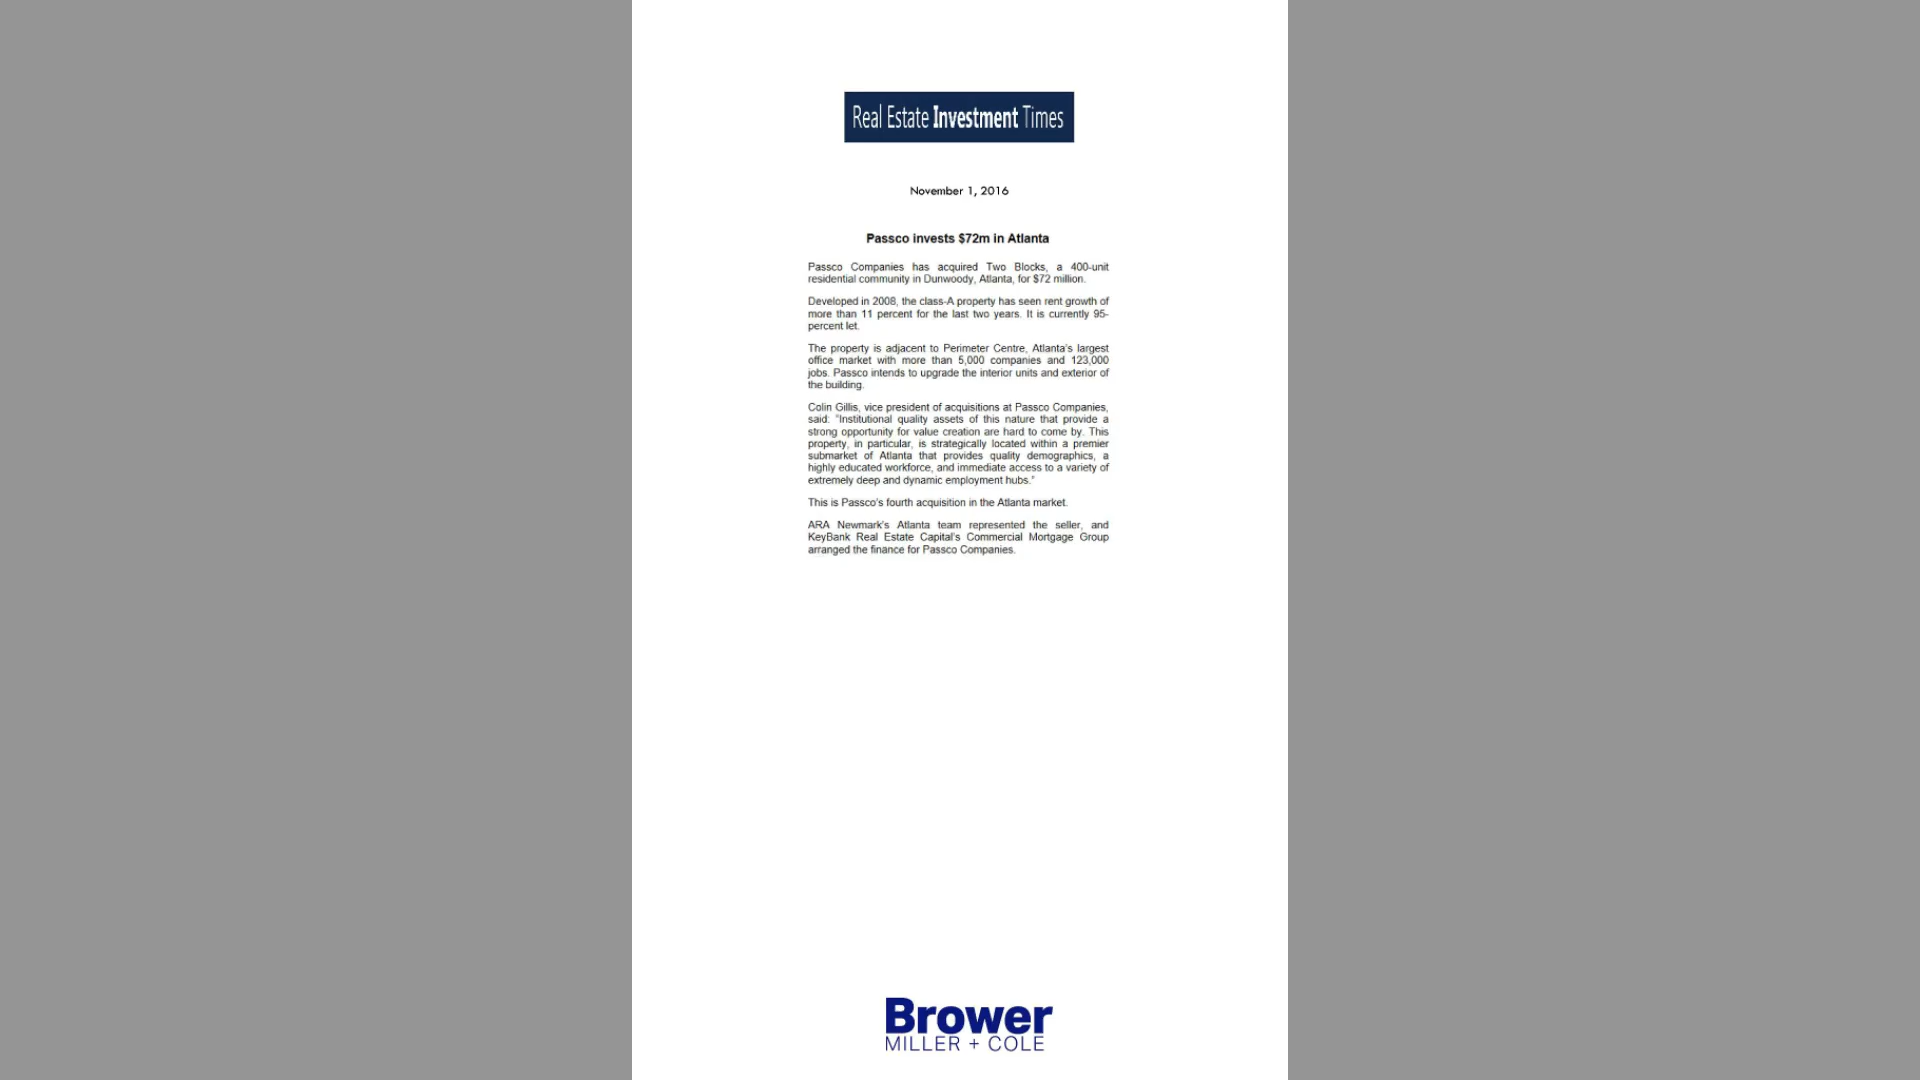 Real Estate Investment Times
November 1, 2016
Passco invests $72m in Atlanta
Passco Companies has acquired Two Blocks, a 400-unit
residential community in Dunwoody, Atlanta, for $72 million.
Developed in 2008, the class-A property has seen rent growth of
more than 11 percent for the last two years. It is currently 95-
percent let.
The property is adjacent to Perimeter Centre, Atlanta's largest
office market with more than 5,000 companies and 123,000
jobs. Passco intends to upgrade the interior units and exterior of
the building.
Colin Gillis, vice president of acquisitions at Passco Companies,
said: "Institutional quality assets of this nature that provide a
strong opportunity for value creation are hard to come by. This
property, in particular, is strategically located within a premier
submarket of Atlanta that provides quality demographics, a
highly educated workforce, and immediate access to a variety of
extremely deep and dynamic employment hubs."
This is Passco's fourth acquisition in the Atlanta market.
ARA Newmark's Atlanta team represented the seller, and
KeyBank Real Estate Capital's Commercial Mortgage Group
arranged the finance for Passco Companies.
Brower
MILLER + COLE